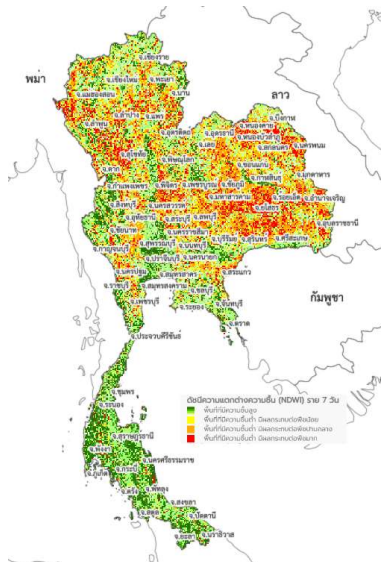 พม่า
ลาว
กัมพูชา
จ.เชียงราย
จ.เชียงใหม่
จ.พะเยา
จ.แม่ฮ่องสอน
จ.น่าน
จ.ลำปาง
จ.แพร่
จ.ลำพูน
จ.อุตรดิตถ์
จ.สุโขทัย
จ.พิษณุโลก
จ.ตาก
จ.บึงกาฬ
จ.หนองคาย
จ.อุดรธานี
จ.หนองบัวลำภู
จ.เลย
จ.สกลนคร
จ.นครพนม
จ.ขอนแก่น
จ.กาฬสินธุ์
จ.มุกดาหาร
จ.กำแพงเพชร
จ.พิจิตร
จ.เพชรบูรณ์
จ.ชัยภูมิ
จ.มหาสารคาม
จ.ร้อยเอ็ด
จ.อำนาจเจริญ
จ.ยโสธร
จ.สิงห์บุรี
จ.นครสวรรค์
จ.อุทัยธานี
จ.สระบุรี
จ.ลพบุรี
จ.อุบลราชธานี
จ.ชัยนาท
จ.นครราชสีมา
จ.บุรีรัมย์
จ.สุรินทร์
จ.ศรีสะเกษ
จ.กาญจนบุรี
จ.สุพรรณบุรี
จ.นนทบุรี
จ.ปราจีนบุรี
จ.นครนายก
จ.นครปฐม
จ.สมุทรสาคร
จ.สระแก้ว
จ.ราชบุรี
จ.สมุทรสงคราม
จ.ชลบุรี
จ.เพชรบุรี
จ.ระยอง
จ.จันทบุรี
จ.ตราด
จ.ประจวบคีรีขันธ์
จ.ชุมพร
จ.ระนอง
จ.สุราษฎร์ธานี
จ.พังงา
จ.นครศรีธรรมราช
จ.กระบี่
จ.ภูเก็ต
จ.ตรัง
จ.พัทลุง
จ.สงขลา
จ.สตูล
จ.ปัตตานี
จ.ยะลา
จ.นราธิวาส
ดัชนีความแตกต่างความชื้น (NDWI) ราย 7 วัน
พื้นที่ที่มีความชื้นสูง
พื้นที่ที่มีความชื้นต่ำ มีผลกระทบต่อพืชน้อย
พื้นที่ที่มีความชื้นต่ำ มีผลกระทบต่อพืชปานกลาง
พื้นที่ที่มีความชื้นต่ำ มีผลกระทบต่อพืชมาก